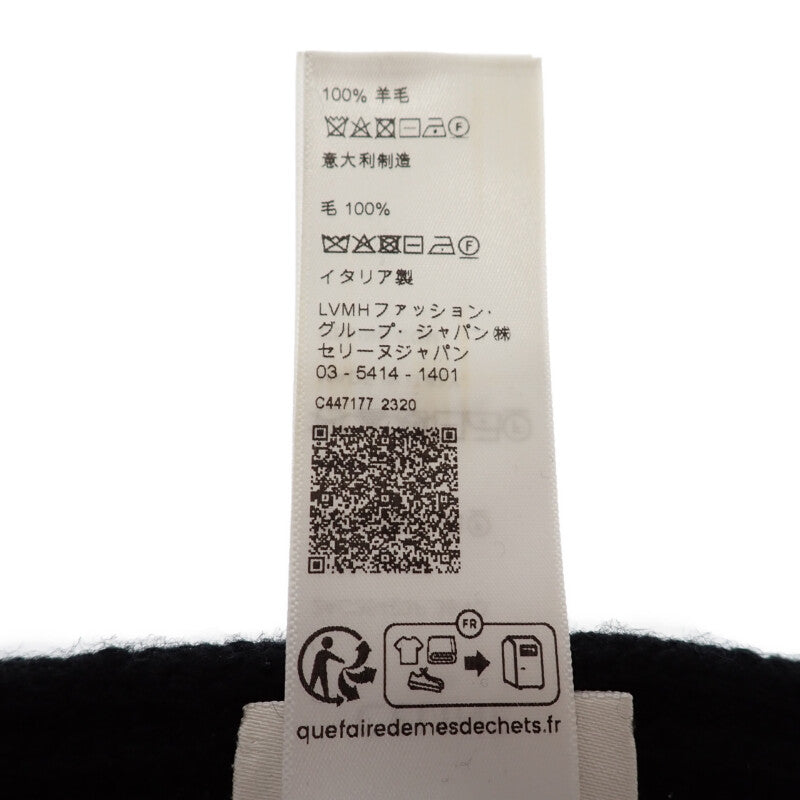 100% 羊毛
意大利制造
毛 100%
イタリア製
LVMHファッション・
グループ・ジャパン㈱
セリーヌジャパン
03 - 5414 - 1401
C447177 2320
FR
quefairedemesdechets.fr